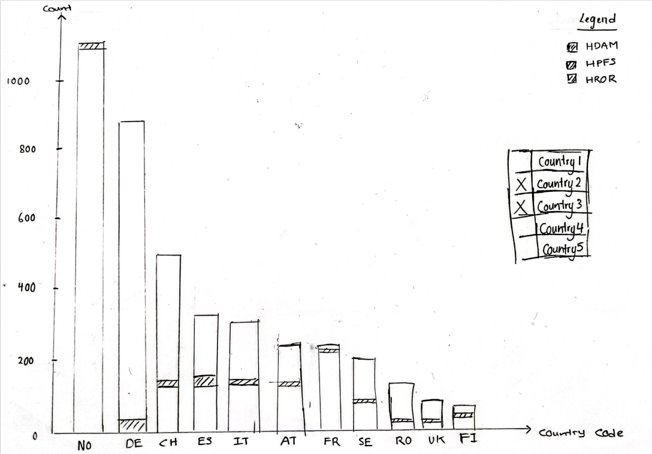 Count
Legend
HDAM
HPFS
HROR
1000
800
600
400
200
0
Country 1
X Country 2
X Country 3
Country 4
Country 5
NO DE CH ES IT AT FR SE RO UK FI
Country Code